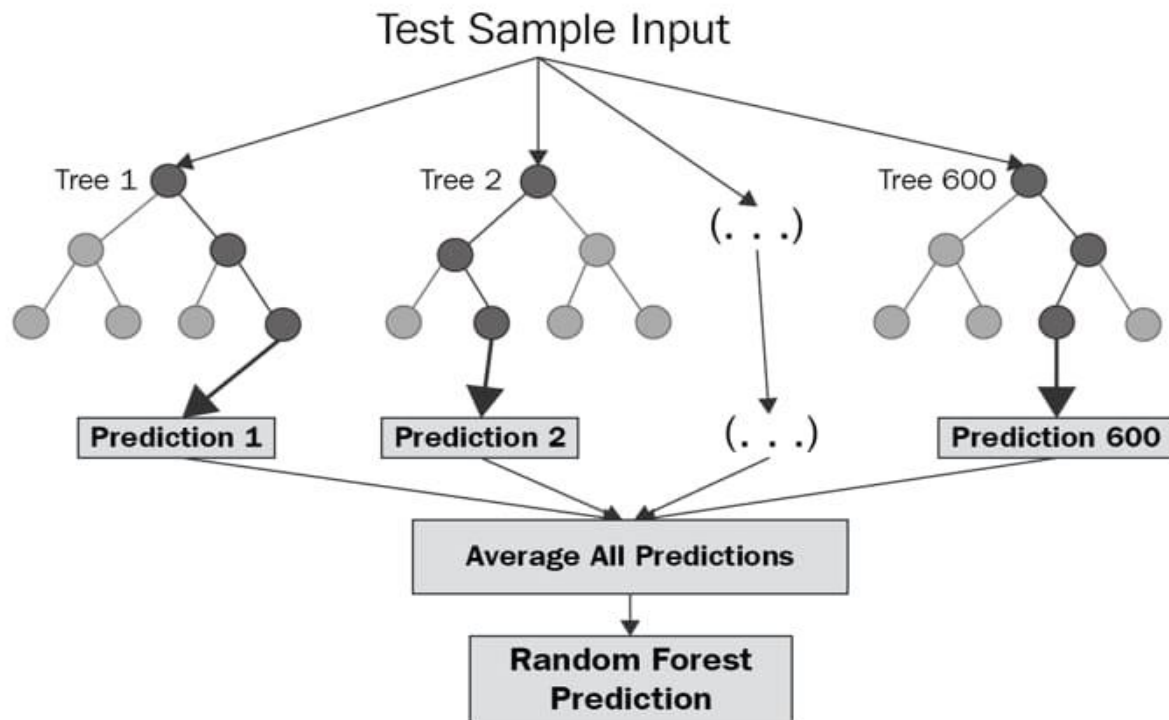 Test Sample Input
Tree 1
Tree 2
Tree 600
(. . .)
Prediction 1
Prediction 2
(. . .)
Prediction 600
Average All Predictions
Random Forest
Prediction